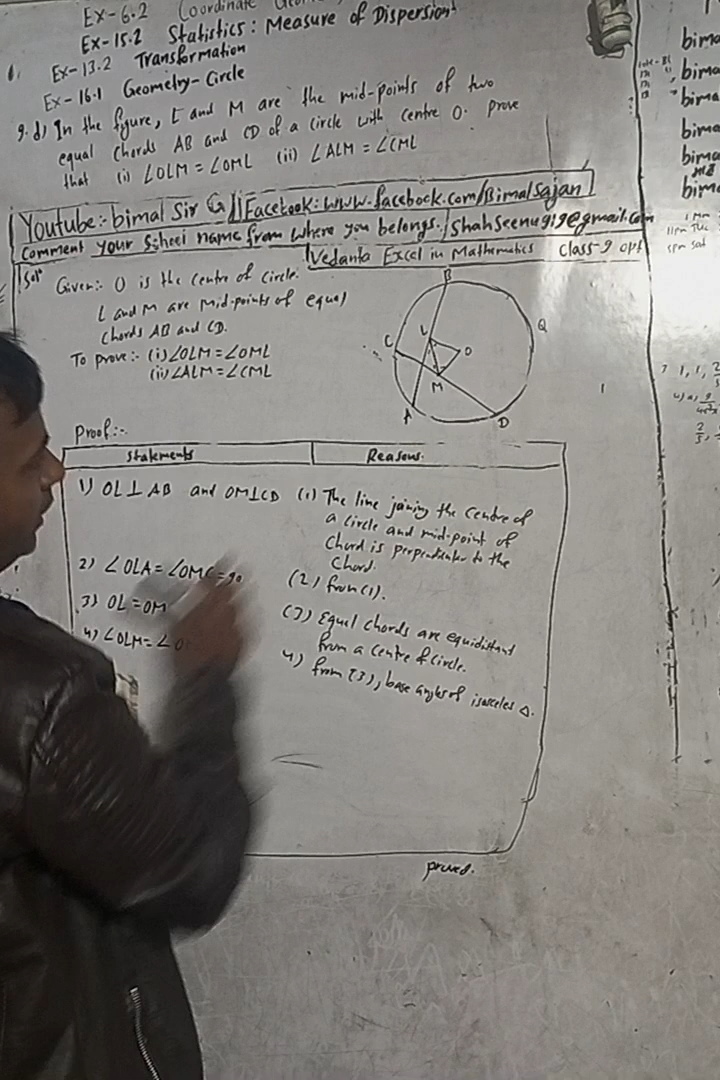 Ex-6.2 Coordinate
Ex-15.2 Statistics: Measure of Dispersion
Ex-13.2 Transformation
Ex-16.1 Geometry-Circle
9.d) In the figure, L and M are the mid-points of two
equal chords AB and CD of a circle with centre O. prove
that (i) ∠OLM = ∠OML (ii) ∠ALM = ∠CML
Youtube:- bimal Sir G || Facebook: www.facebook.com/Bimalsajan
Comment your School name from where you belongs. / shahseenu919@gmail.com
Vedanta Excel in Mathematics Class-9 opt
Solⁿ
Given:- O is the centre of circle.
L and M are Mid-points of equal
chords AB and CD.
To prove:- (i) ∠OLM = ∠OML
(ii) ∠ALM = ∠CML
B
Q
C
L
O
M
A
D
Proof:-
Statements
Reasons.
1) OL⊥AB and OM⊥CD
(1) The line joining the centre of
a circle and mid-point of
chord is perpendicular to the
chord.
2) ∠OLA = ∠OMC = 90
(2) from (1).
3) OL = OM
(3) Equal chords are equidistant
from a centre of circle.
4) ∠OLM = ∠O
4) from (3), base angles of isosceles △.
proved.
bima
bima
bima
bima
bima
bima